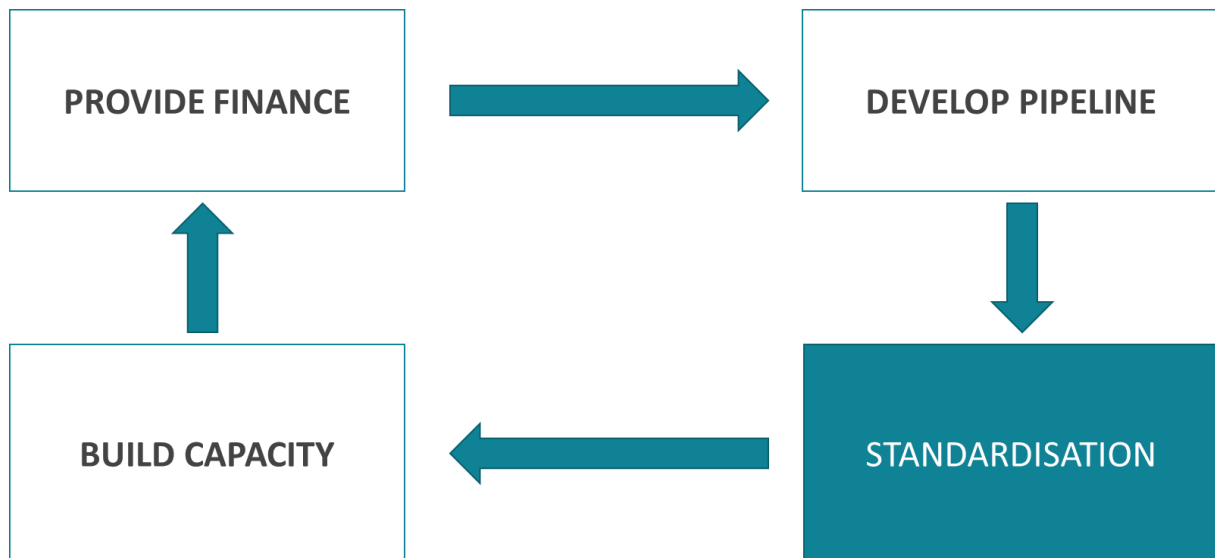 PROVIDE FINANCE
DEVELOP PIPELINE
BUILD CAPACITY
STANDARDISATION